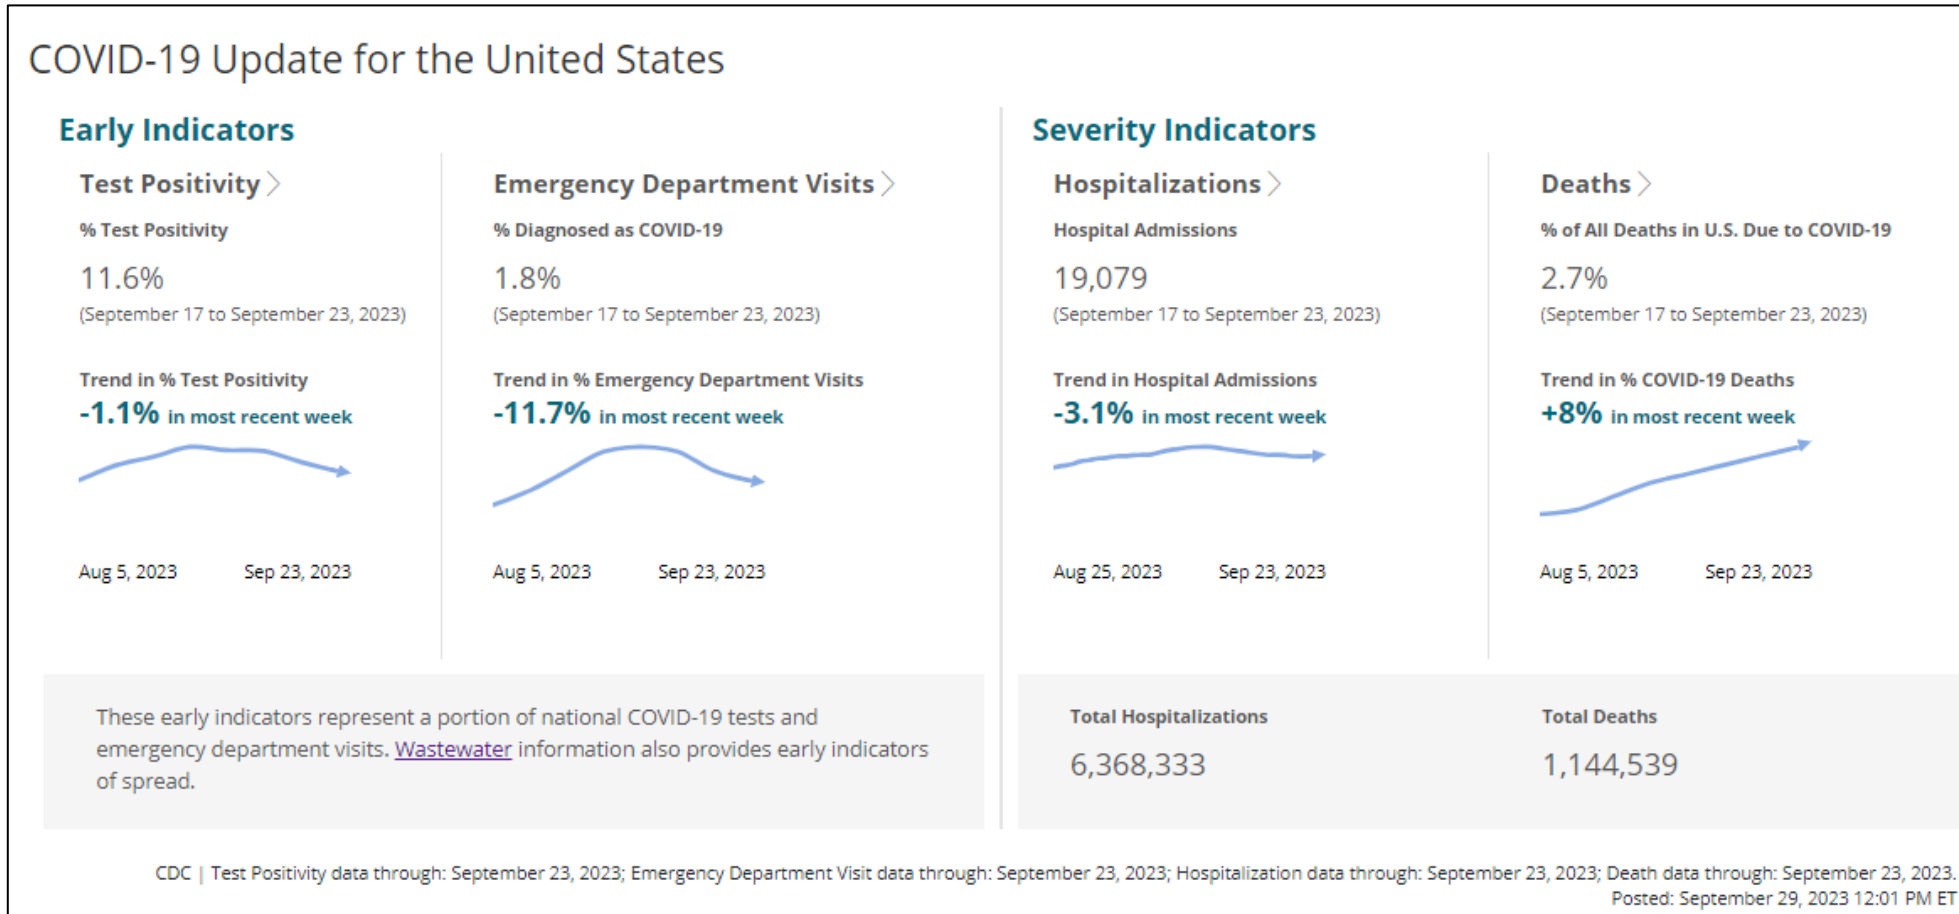 COVID-19 Update for the United States
Early Indicators
Test Positivity
% Test Positivity
11.6%
(September 17 to September 23, 2023)
Trend in % Test Positivity
-1.1% in most recent week
Aug 5, 2023 Sep 23, 2023
Emergency Department Visits
% Diagnosed as COVID-19
1.8%
(September 17 to September 23, 2023)
Trend in % Emergency Department Visits
-11.7% in most recent week
Aug 5, 2023 Sep 23, 2023
These early indicators represent a portion of national COVID-19 tests and
emergency department visits. Wastewater information also provides early indicators
of spread.
Severity Indicators
Hospitalizations
Hospital Admissions
19,079
(September 17 to September 23, 2023)
Trend in Hospital Admissions
-3.1% in most recent week
Aug 25, 2023 Sep 23, 2023
Deaths
% of All Deaths in U.S. Due to COVID-19
2.7%
(September 17 to September 23, 2023)
Trend in % COVID-19 Deaths
+8% in most recent week
Aug 5, 2023 Sep 23, 2023
Total Hospitalizations
6,368,333
Total Deaths
1,144,539
CDC | Test Positivity data through: September 23, 2023; Emergency Department Visit data through: September 23, 2023; Hospitalization data through: September 23, 2023; Death data through: September 23, 2023.
Posted: September 29, 2023 12:01 PM ET